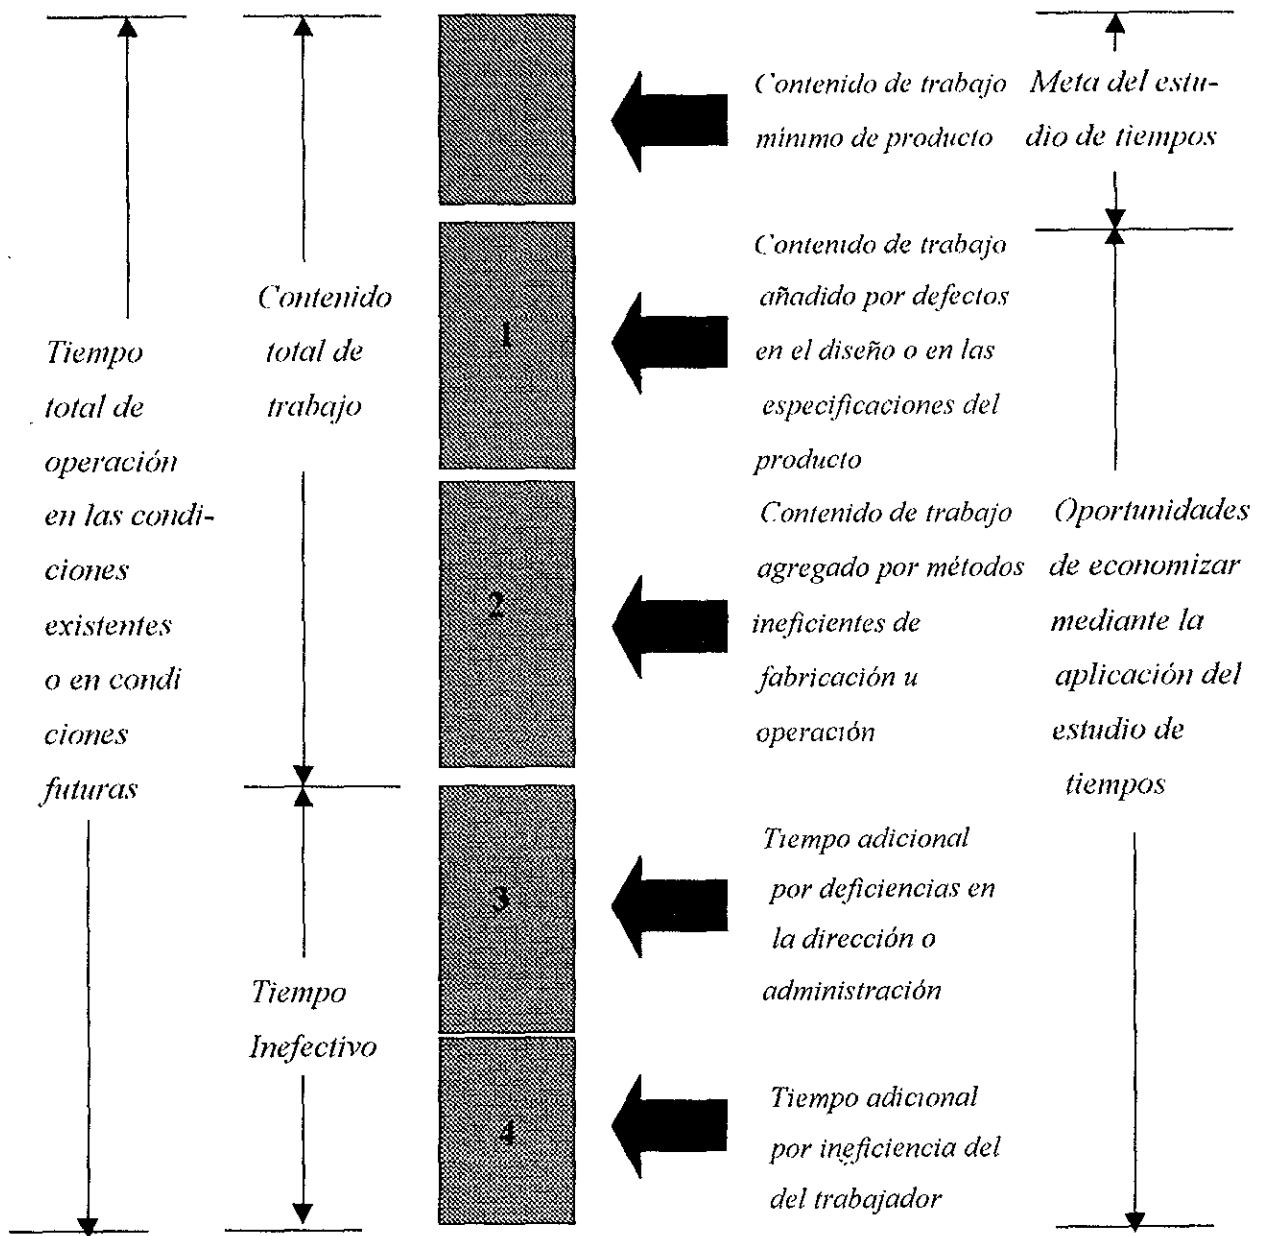 Tiempo
total de
operación
en las condi-
ciones
existentes
o en condi
ciones
futuras
Contenido
total de
trabajo
Tiempo
Inefectivo
1
2
3
4
Contenido de trabajo
mínimo de producto
Contenido de trabajo
añadido por defectos
en el diseño o en las
especificaciones del
producto
Contenido de trabajo
agregado por métodos
ineficientes de
fabricación u
operación
Tiempo adicional
por deficiencias en
la dirección o
administración
Tiempo adicional
por ineficiencia del
del trabajador
Meta del estu-
dio de tiempos
Oportunidades
de economizar
mediante la
aplicación del
estudio de
tiempos